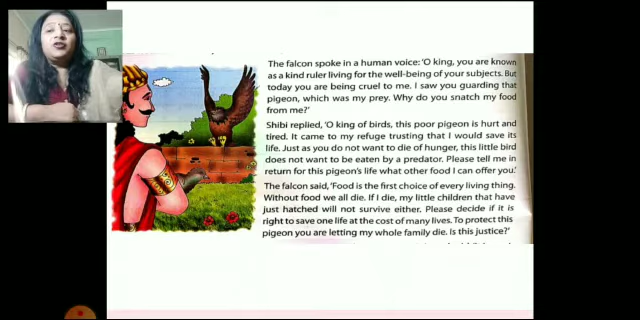 The falcon spoke in a human voice: 'O king, you are known
as a kind ruler living for the well-being of your subjects. But
today you are being cruel to me. I saw you guarding that
pigeon, which was my prey. Why do you snatch my food
from me?'
Shibi replied, 'O king of birds, this poor pigeon is hurt and
tired. It came to my refuge trusting that I would save its
life. Just as you do not want to die of hunger, this little bird
does not want to be eaten by a predator. Please tell me in
return for this pigeon's life what other food I can offer you.'
The falcon said, 'Food is the first choice of every living thing.
Without food we all die. If I die, my little children that have
just hatched will not survive either. Please decide if it is
right to save one life at the cost of many lives. To protect this
pigeon you are letting my whole family die. Is this justice?'